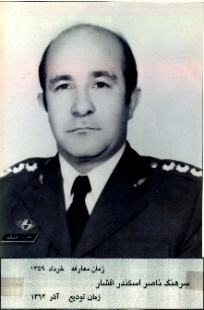 زمان معارفه خرداد ۱۳۵۹
سرهنگ ناصر اسکندر افشار
زمان تودیع آذر ۱۳۶۲